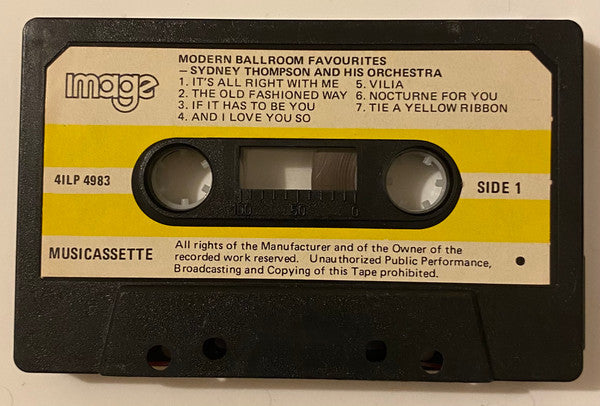 image
MODERN BALLROOM FAVOURITES
– SYDNEY THOMPSON AND HIS ORCHESTRA
1. IT'S ALL RIGHT WITH ME
2. THE OLD FASHIONED WAY
3. IF IT HAS TO BE YOU
4. AND I LOVE YOU SO
5. VILIA
6. NOCTURNE FOR YOU
7. TIE A YELLOW RIBBON
4ILP 4983
SIDE 1
100 50 0
MUSICASSETTE
All rights of the Manufacturer and of the Owner of the
recorded work reserved. Unauthorized Public Performance,
Broadcasting and Copying of this Tape prohibited.